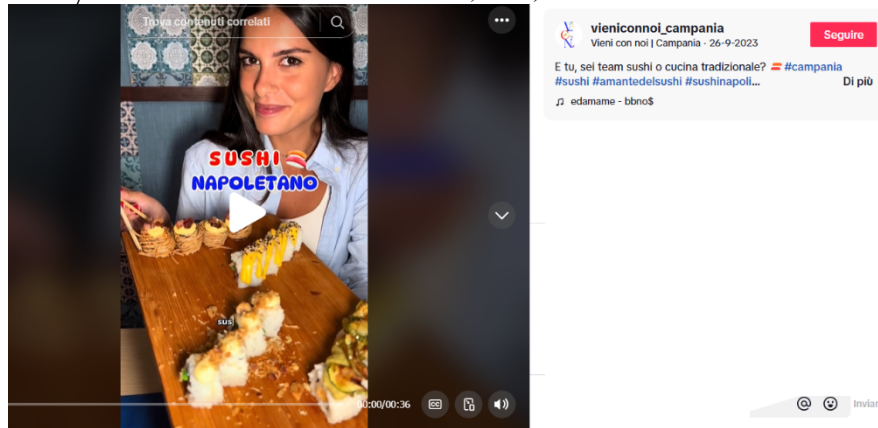 Trova contenuti correlati
SUSHI
NAPOLETANO
sus
00:00/00:36
CC
vieniconnoi_campania
Vieni con noi | Campania · 26-9-2023
Seguire
E tu, sei team sushi o cucina tradizionale? 🍣 #campania
#sushi #amantedelsushi #sushinapoli... Di più
edamame - bbno$
@
Inviar